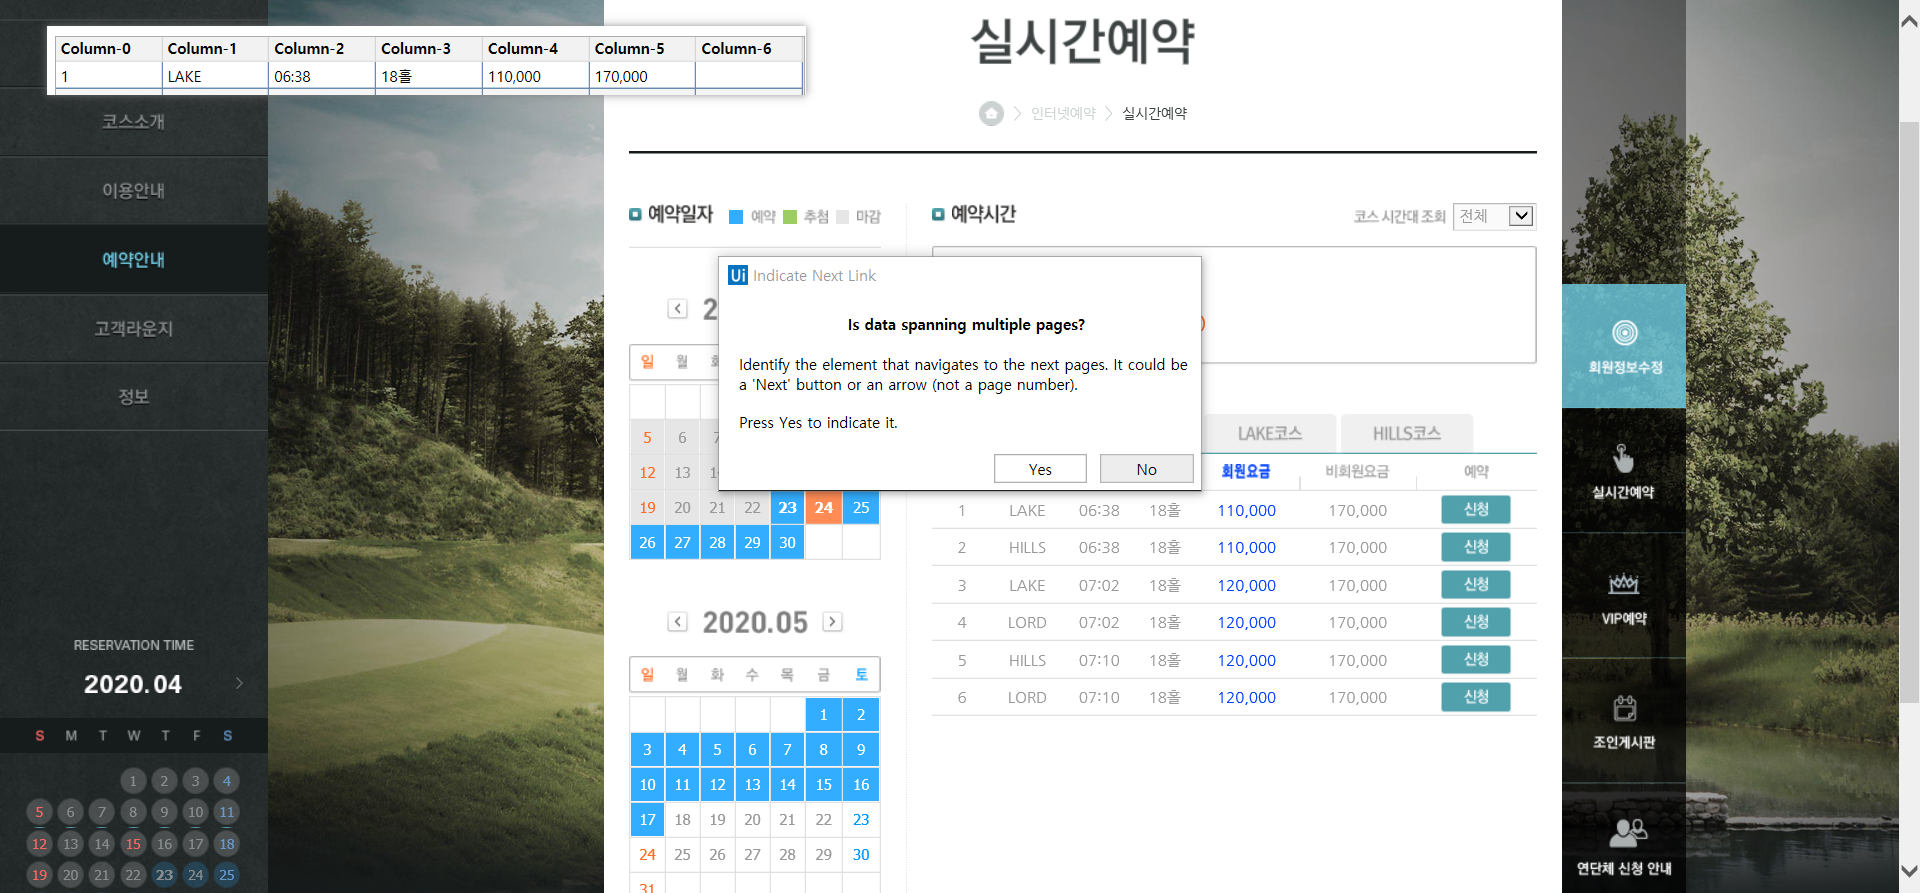 Column-0 Column-1 Column-2 Column-3 Column-4 Column-5 Column-6
1 LAKE 06:38 18홀 110,000 170,000
코스소개
이용안내
예약안내
고객라운지
정보
RESERVATION TIME
2020.04
S M T W T F S
1 2 3 4
5 6 7 8 9 10 11
12 13 14 15 16 17 18
19 20 21 22 23 24 25
실시간예약
인터넷예약 실시간예약
예약일자 예약 추첨 마감
2
일 월
5 6 7
12 13
19 20 21 22 23 24 25
26 27 28 29 30
2020.05
일 월 화 수 목 금 토
1 2
3 4 5 6 7 8 9
10 11 12 13 14 15 16
17 18 19 20 21 22 23
24 25 26 27 28 29 30
31
예약시간 코스 시간대 조회 전체
)
Ui Indicate Next Link
Is data spanning multiple pages?
Identify the element that navigates to the next pages. It could be
a 'Next' button or an arrow (not a page number).
Press Yes to indicate it.
Yes No
LAKE코스 HILLS코스
회원요금 비회원요금 예약
1 LAKE 06:38 18홀 110,000 170,000 신청
2 HILLS 06:38 18홀 110,000 170,000 신청
3 LAKE 07:02 18홀 120,000 170,000 신청
4 LORD 07:02 18홀 120,000 170,000 신청
5 HILLS 07:10 18홀 120,000 170,000 신청
6 LORD 07:10 18홀 120,000 170,000 신청
회원정보수정
실시간예약
VIP예약
조인게시판
연단체 신청 안내